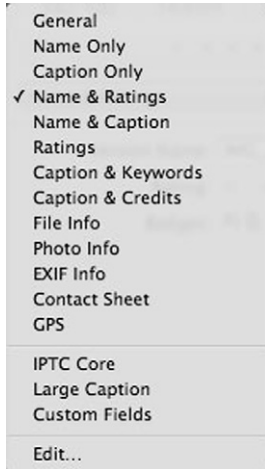 General
Name Only
Caption Only
✓ Name & Ratings
Name & Caption
Ratings
Caption & Keywords
Caption & Credits
File Info
Photo Info
EXIF Info
Contact Sheet
GPS
IPTC Core
Large Caption
Custom Fields
Edit...